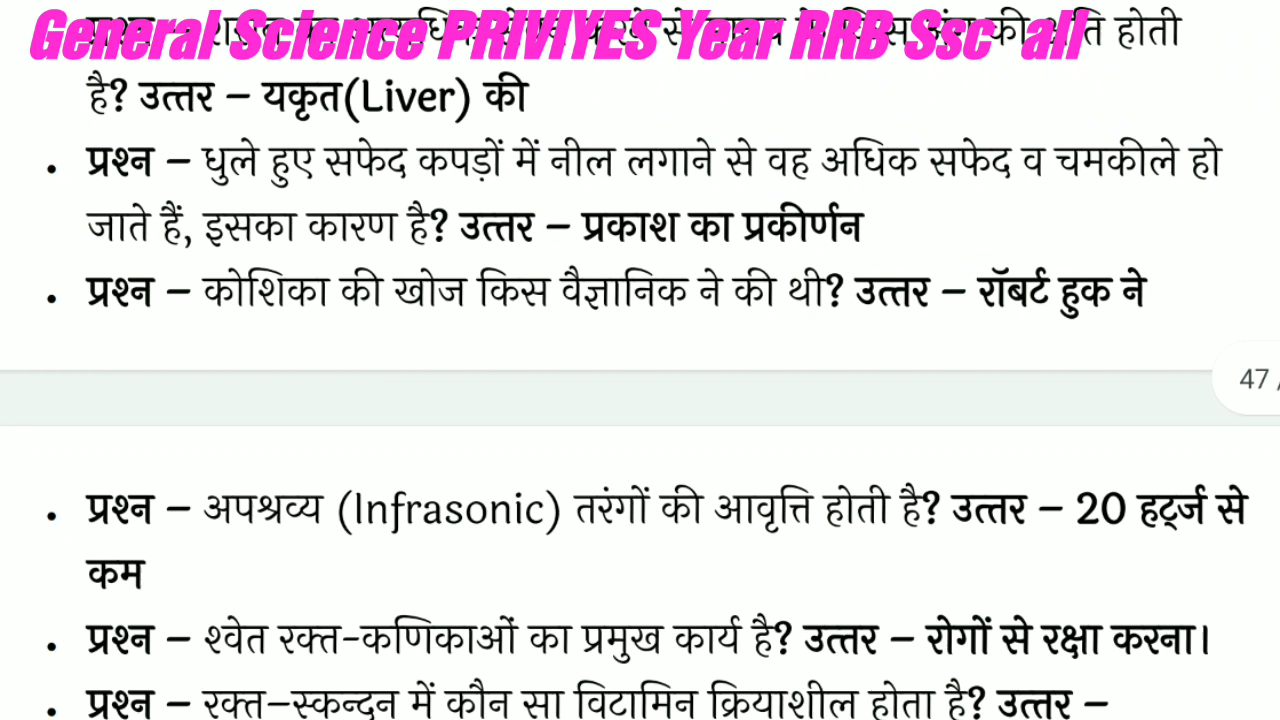 General Science PRIVIYES Year RRB Ssc all
होती
है? उत्तर – यकृत(Liver) की
• प्रश्न – धुले हुए सफेद कपड़ों में नील लगाने से वह अधिक सफेद व चमकीले हो
जाते हैं, इसका कारण है? उत्तर – प्रकाश का प्रकीर्णन
• प्रश्न – कोशिका की खोज किस वैज्ञानिक ने की थी? उत्तर – रॉबर्ट हुक ने
47 /
• प्रश्न – अपश्रव्य (Infrasonic) तरंगों की आवृत्ति होती है? उत्तर – 20 हर्ट्ज से
कम
• प्रश्न – श्वेत रक्त-कणिकाओं का प्रमुख कार्य है? उत्तर – रोगों से रक्षा करना।
• प्रश्न – रक्त–स्कन्दन में कौन सा विटामिन क्रियाशील होता है? उत्तर –